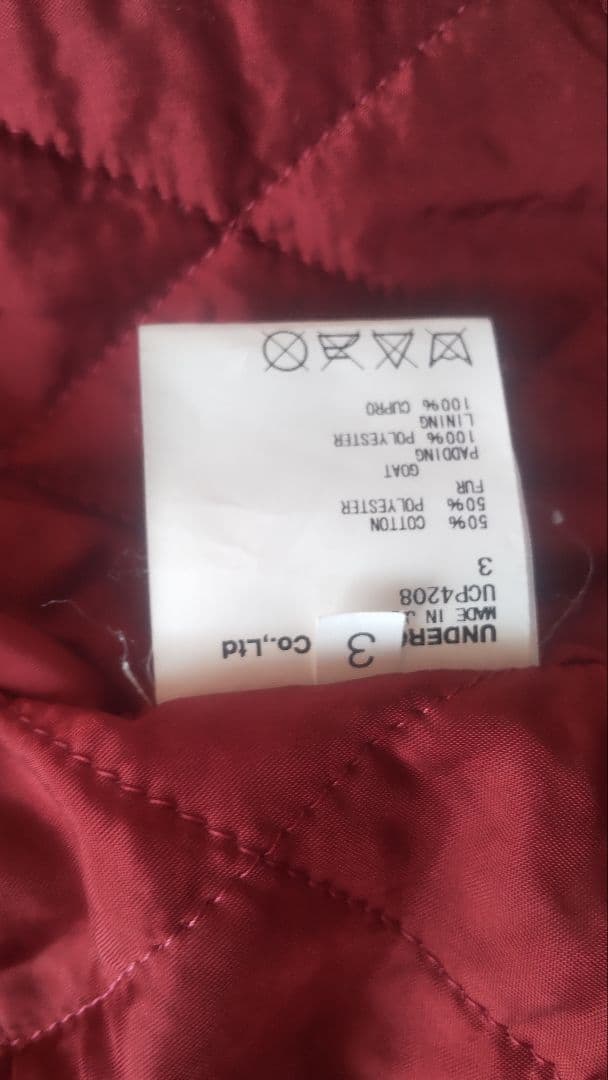 3
UNDERC Co.,Ltd
MADE IN J
UCP4208
3
50% COTTON
50% POLYESTER
FUR
GOAT
PADDING
100% POLYESTER
LINING
100% CUPRO